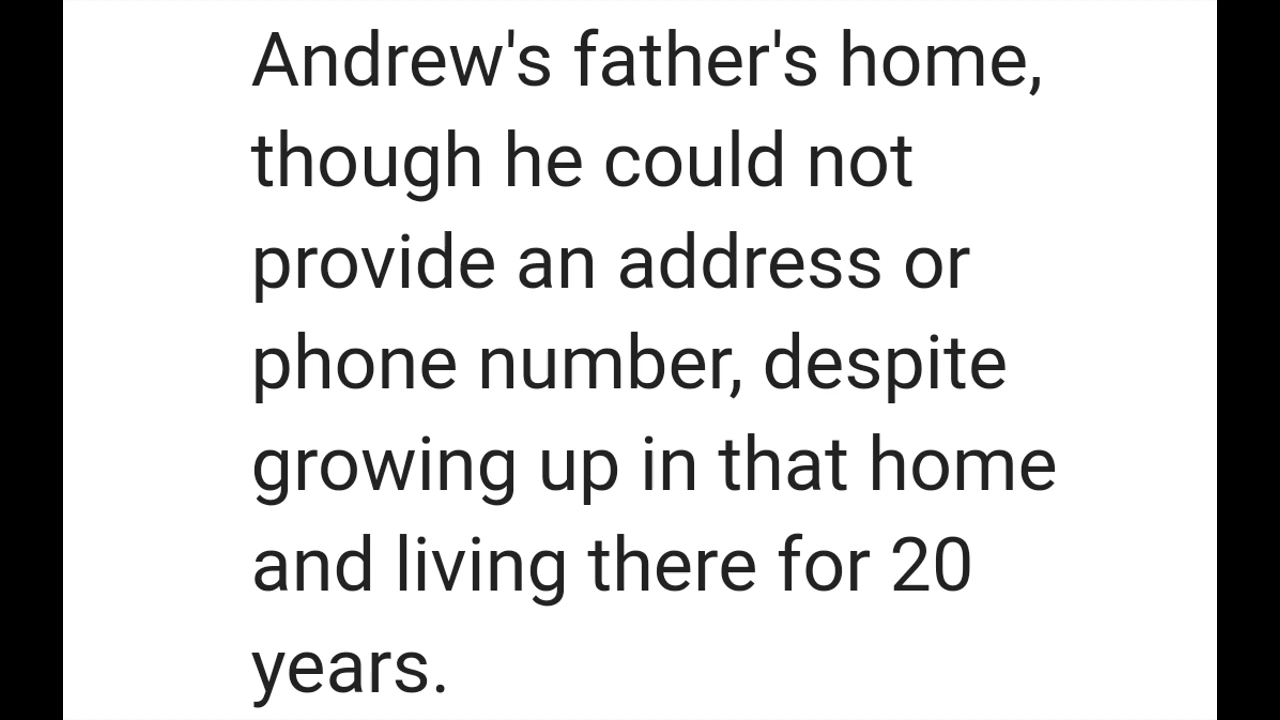 Andrew's father's home,
though he could not
provide an address or
phone number, despite
growing up in that home
and living there for 20
years.